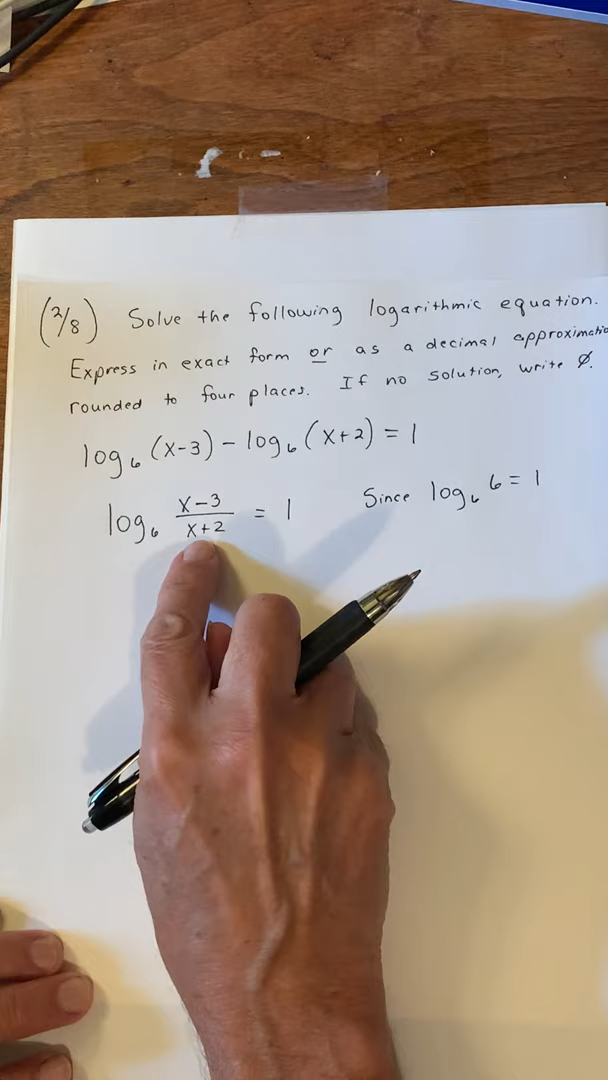 (2/8) Solve the following logarithmic equation.
Express in exact form or as a decimal approximatio
rounded to four places. If no solution, write Ø.
log₆ (x-3) - log₆ (x+2) = 1
log₆ (x-3)/(x+2) = 1 Since log₆ 6 = 1